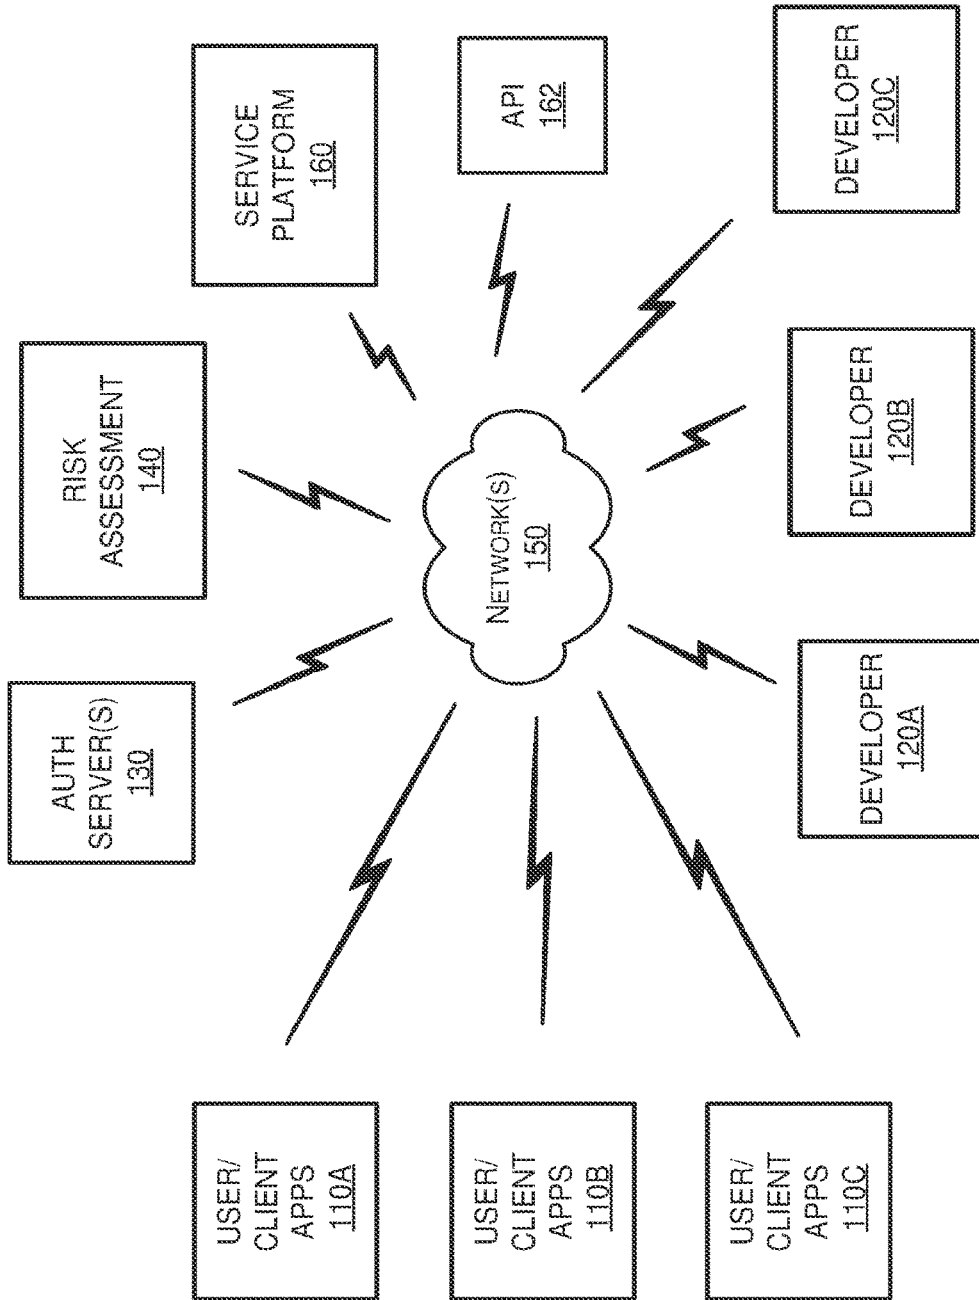 AUTH
SERVER(S)
130
RISK
ASSESSMENT
140
USER/
CLIENT
APPS
110A
SERVICE
PLATFORM
160
USER/
CLIENT
APPS
110B
NETWORK(S)
150
API
162
USER/
CLIENT
APPS
110C
DEVELOPER
120A
DEVELOPER
120B
DEVELOPER
120C